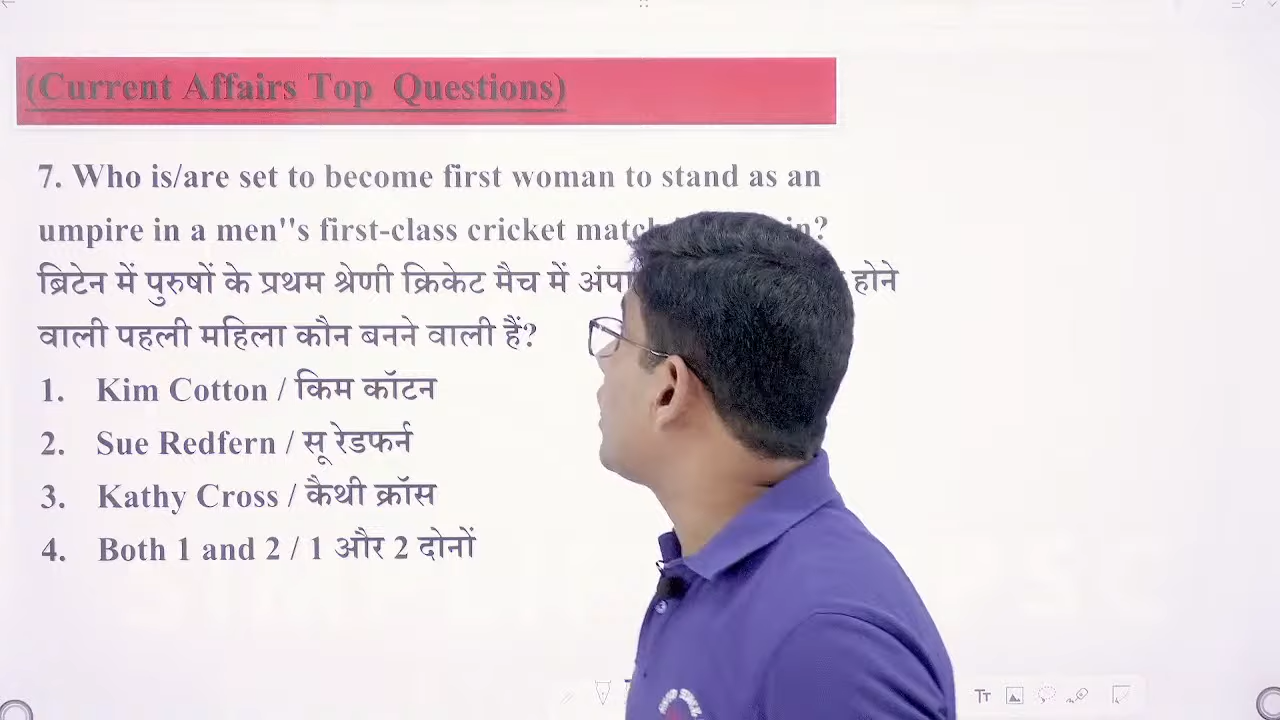 (Current Affairs Top Questions)
7. Who is/are set to become first woman to stand as an
umpire in a men''s first-class cricket
ब्रिटेन में पुरुषों के प्रथम श्रेणी क्रिकेट मैच में होने
वाली पहली महिला कौन बनने वाली हैं?
1. Kim Cotton / किम कॉटन
2. Sue Redfern / सू रेडफर्न
3. Kathy Cross / कैथी क्रॉस
4. Both 1 and 2 / 1 और 2 दोनों
TT